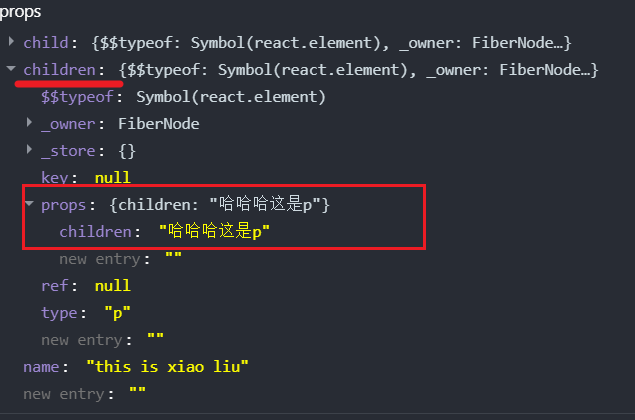 props
child: {$$typeof: Symbol(react.element), _owner: FiberNode…}
children: {$$typeof: Symbol(react.element), _owner: FiberNode…}
$$typeof: Symbol(react.element)
_owner: FiberNode
_store: {}
key: null
props: {children: "哈哈哈这是p"}
children: "哈哈哈这是p"
new entry: ""
ref: null
type: "p"
new entry: ""
name: "this is xiao liu"
new entry: ""